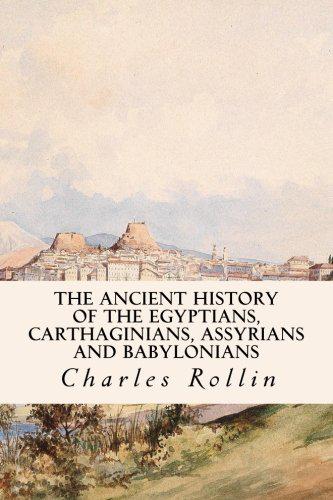 THE ANCIENT HISTORY
OF THE EGYPTIANS,
CARTHAGINIANS, ASSYRIANS
AND BABYLONIANS
Charles Rollin